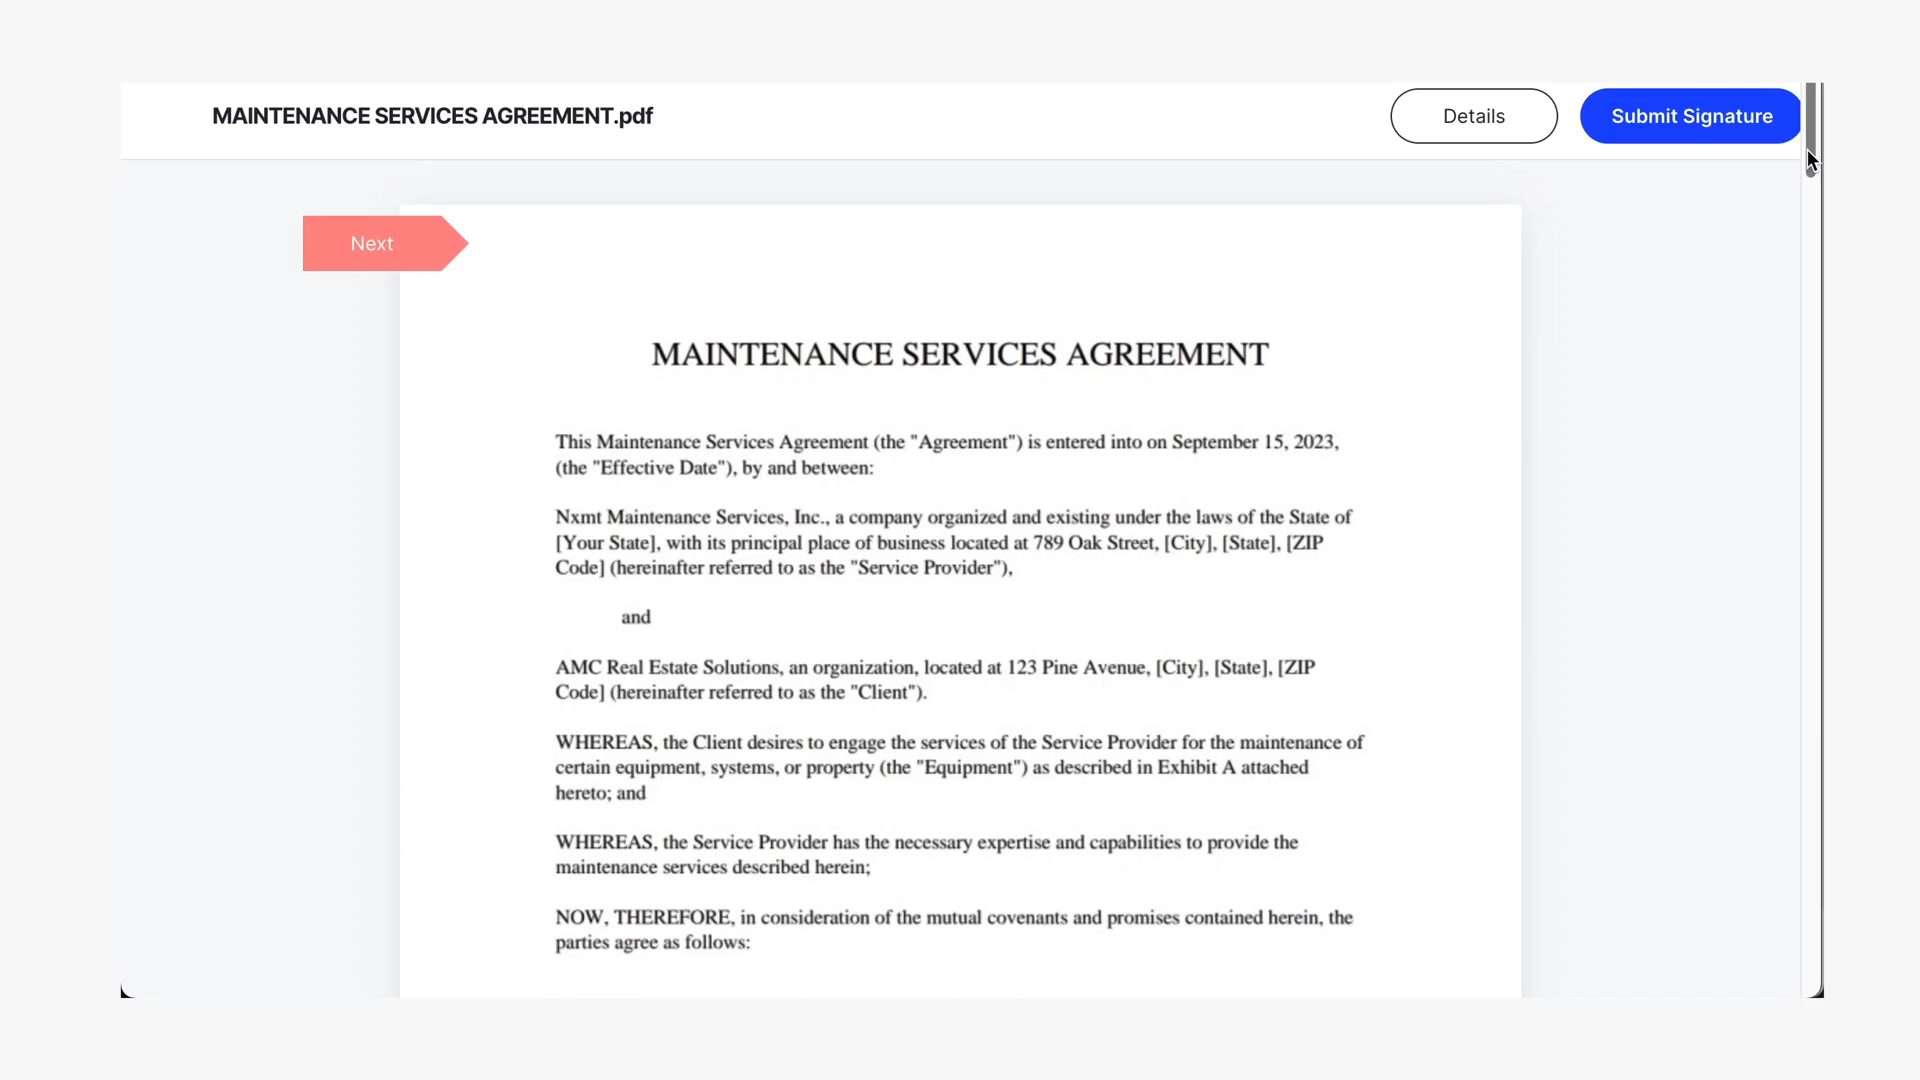 MAINTENANCE SERVICES AGREEMENT.pdf
Details
Submit Signature
Next
MAINTENANCE SERVICES AGREEMENT
This Maintenance Services Agreement (the "Agreement") is entered into on September 15, 2023,
(the "Effective Date"), by and between:
Nxmt Maintenance Services, Inc., a company organized and existing under the laws of the State of
[Your State], with its principal place of business located at 789 Oak Street, [City], [State], [ZIP
Code] (hereinafter referred to as the "Service Provider"),
and
AMC Real Estate Solutions, an organization, located at 123 Pine Avenue, [City], [State], [ZIP
Code] (hereinafter referred to as the "Client").
WHEREAS, the Client desires to engage the services of the Service Provider for the maintenance of
certain equipment, systems, or property (the "Equipment") as described in Exhibit A attached
hereto; and
WHEREAS, the Service Provider has the necessary expertise and capabilities to provide the
maintenance services described herein;
NOW, THEREFORE, in consideration of the mutual covenants and promises contained herein, the
parties agree as follows: